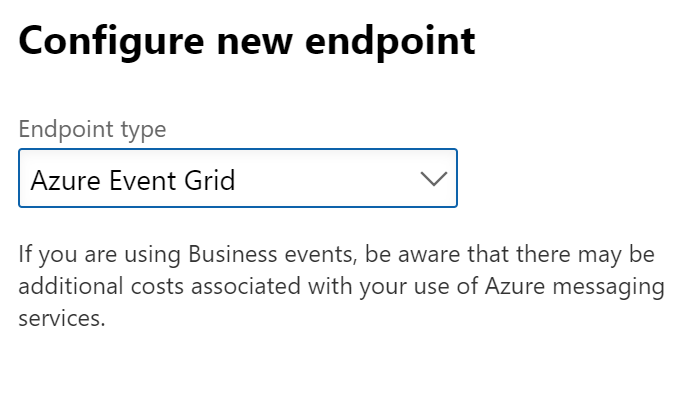 Configure new endpoint
Endpoint type
Azure Event Grid
If you are using Business events, be aware that there may be
additional costs associated with your use of Azure messaging
services.